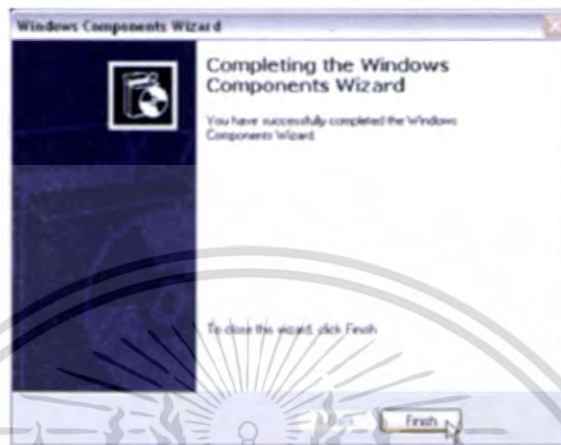 Windows Components Wizard
Completing the Windows
Components Wizard
You have successfully completed the Windows
Components Wizard.
To close this wizard, click Finish.
Finish